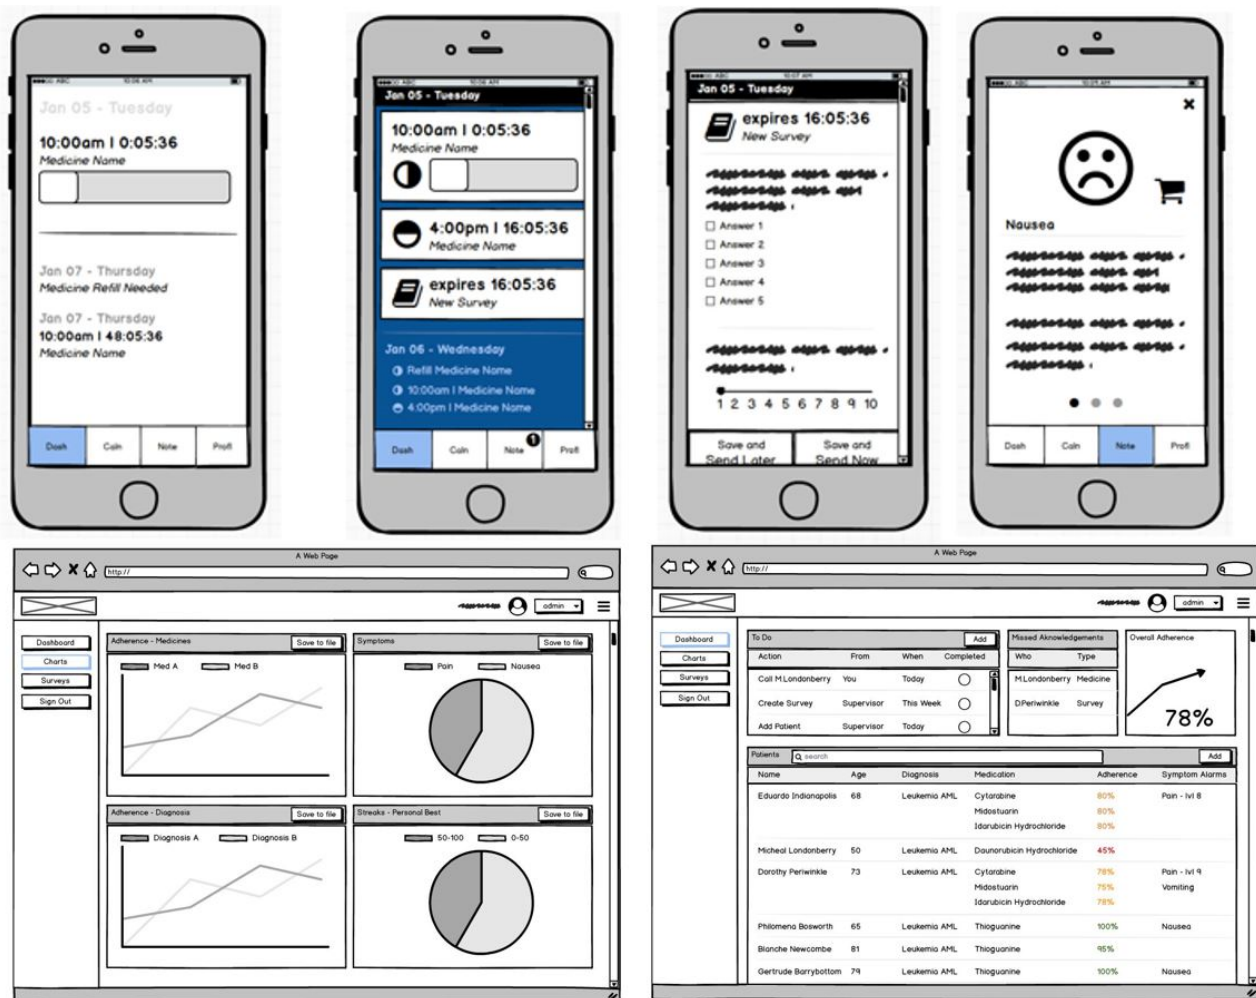 ABC 10:06 AM
Jan 05 - Tuesday
10:00am | 0:05:36
Medicine Name
Jan 07 - Thursday
Medicine Refill Needed
Jan 07 - Thursday
10:00am | 48:05:36
Medicine Name
Dash Caln Note Profl
ABC 10:06 AM
Jan 05 - Tuesday
10:00am | 0:05:36
Medicine Name
4:00pm | 16:05:36
Medicine Name
expires 16:05:36
New Survey
Jan 06 - Wednesday
Refill Medicine Name
10:00am | Medicine Name
4:00pm | Medicine Name
Dash Caln Note 1 Profl
ABC 10:07 AM
Jan 05 - Tuesday
expires 16:05:36
New Survey
Answer 1
Answer 2
Answer 3
Answer 4
Answer 5
1 2 3 4 5 6 7 8 9 10
Save and Send Later
Save and Send Now
ABC
Nausea
Dash Caln Note Profl
A Web Page
http://
admin
Dashboard
Charts
Surveys
Sign Out
Adherence - Medicines Save to file
Med A Med B
Symptoms Save to file
Pain Nausea
Adherence - Diagnosis Save to file
Diagnosis A Diagnosis B
Streaks - Personal Best Save to file
50-100 0-50
A Web Page
http://
admin
Dashboard
Charts
Surveys
Sign Out
To Do Add
Action From When Completed
Call M.Londonberry You Today
Create Survey Supervisor This Week
Add Patient Supervisor Today
Missed Aknowledgements
Who Type
M.Londonberry Medicine
D.Periwinkle Survey
Overall Adherence
78%
Patients search Add
Name Age Diagnosis Medication Adherence Symptom Alarms
Eduardo Indianapolis 68 Leukemia AML Cytarabine 80% Pain - lvl 8
Midostuarin 80%
Idarubicin Hydrochloride 80%
Micheal Londonberry 50 Leukemia AML Daunorubicin Hydrochloride 45%
Dorothy Periwinkle 73 Leukemia AML Cytarabine 78% Pain - lvl 9
Midostuarin 75% Vomiting
Idarubicin Hydrochloride 78%
Philomena Bosworth 65 Leukemia AML Thioguanine 100% Nausea
Blanche Newcombe 81 Leukemia AML Thioguanine 95%
Gertrude Barrybottom 79 Leukemia AML Thioguanine 100% Nausea